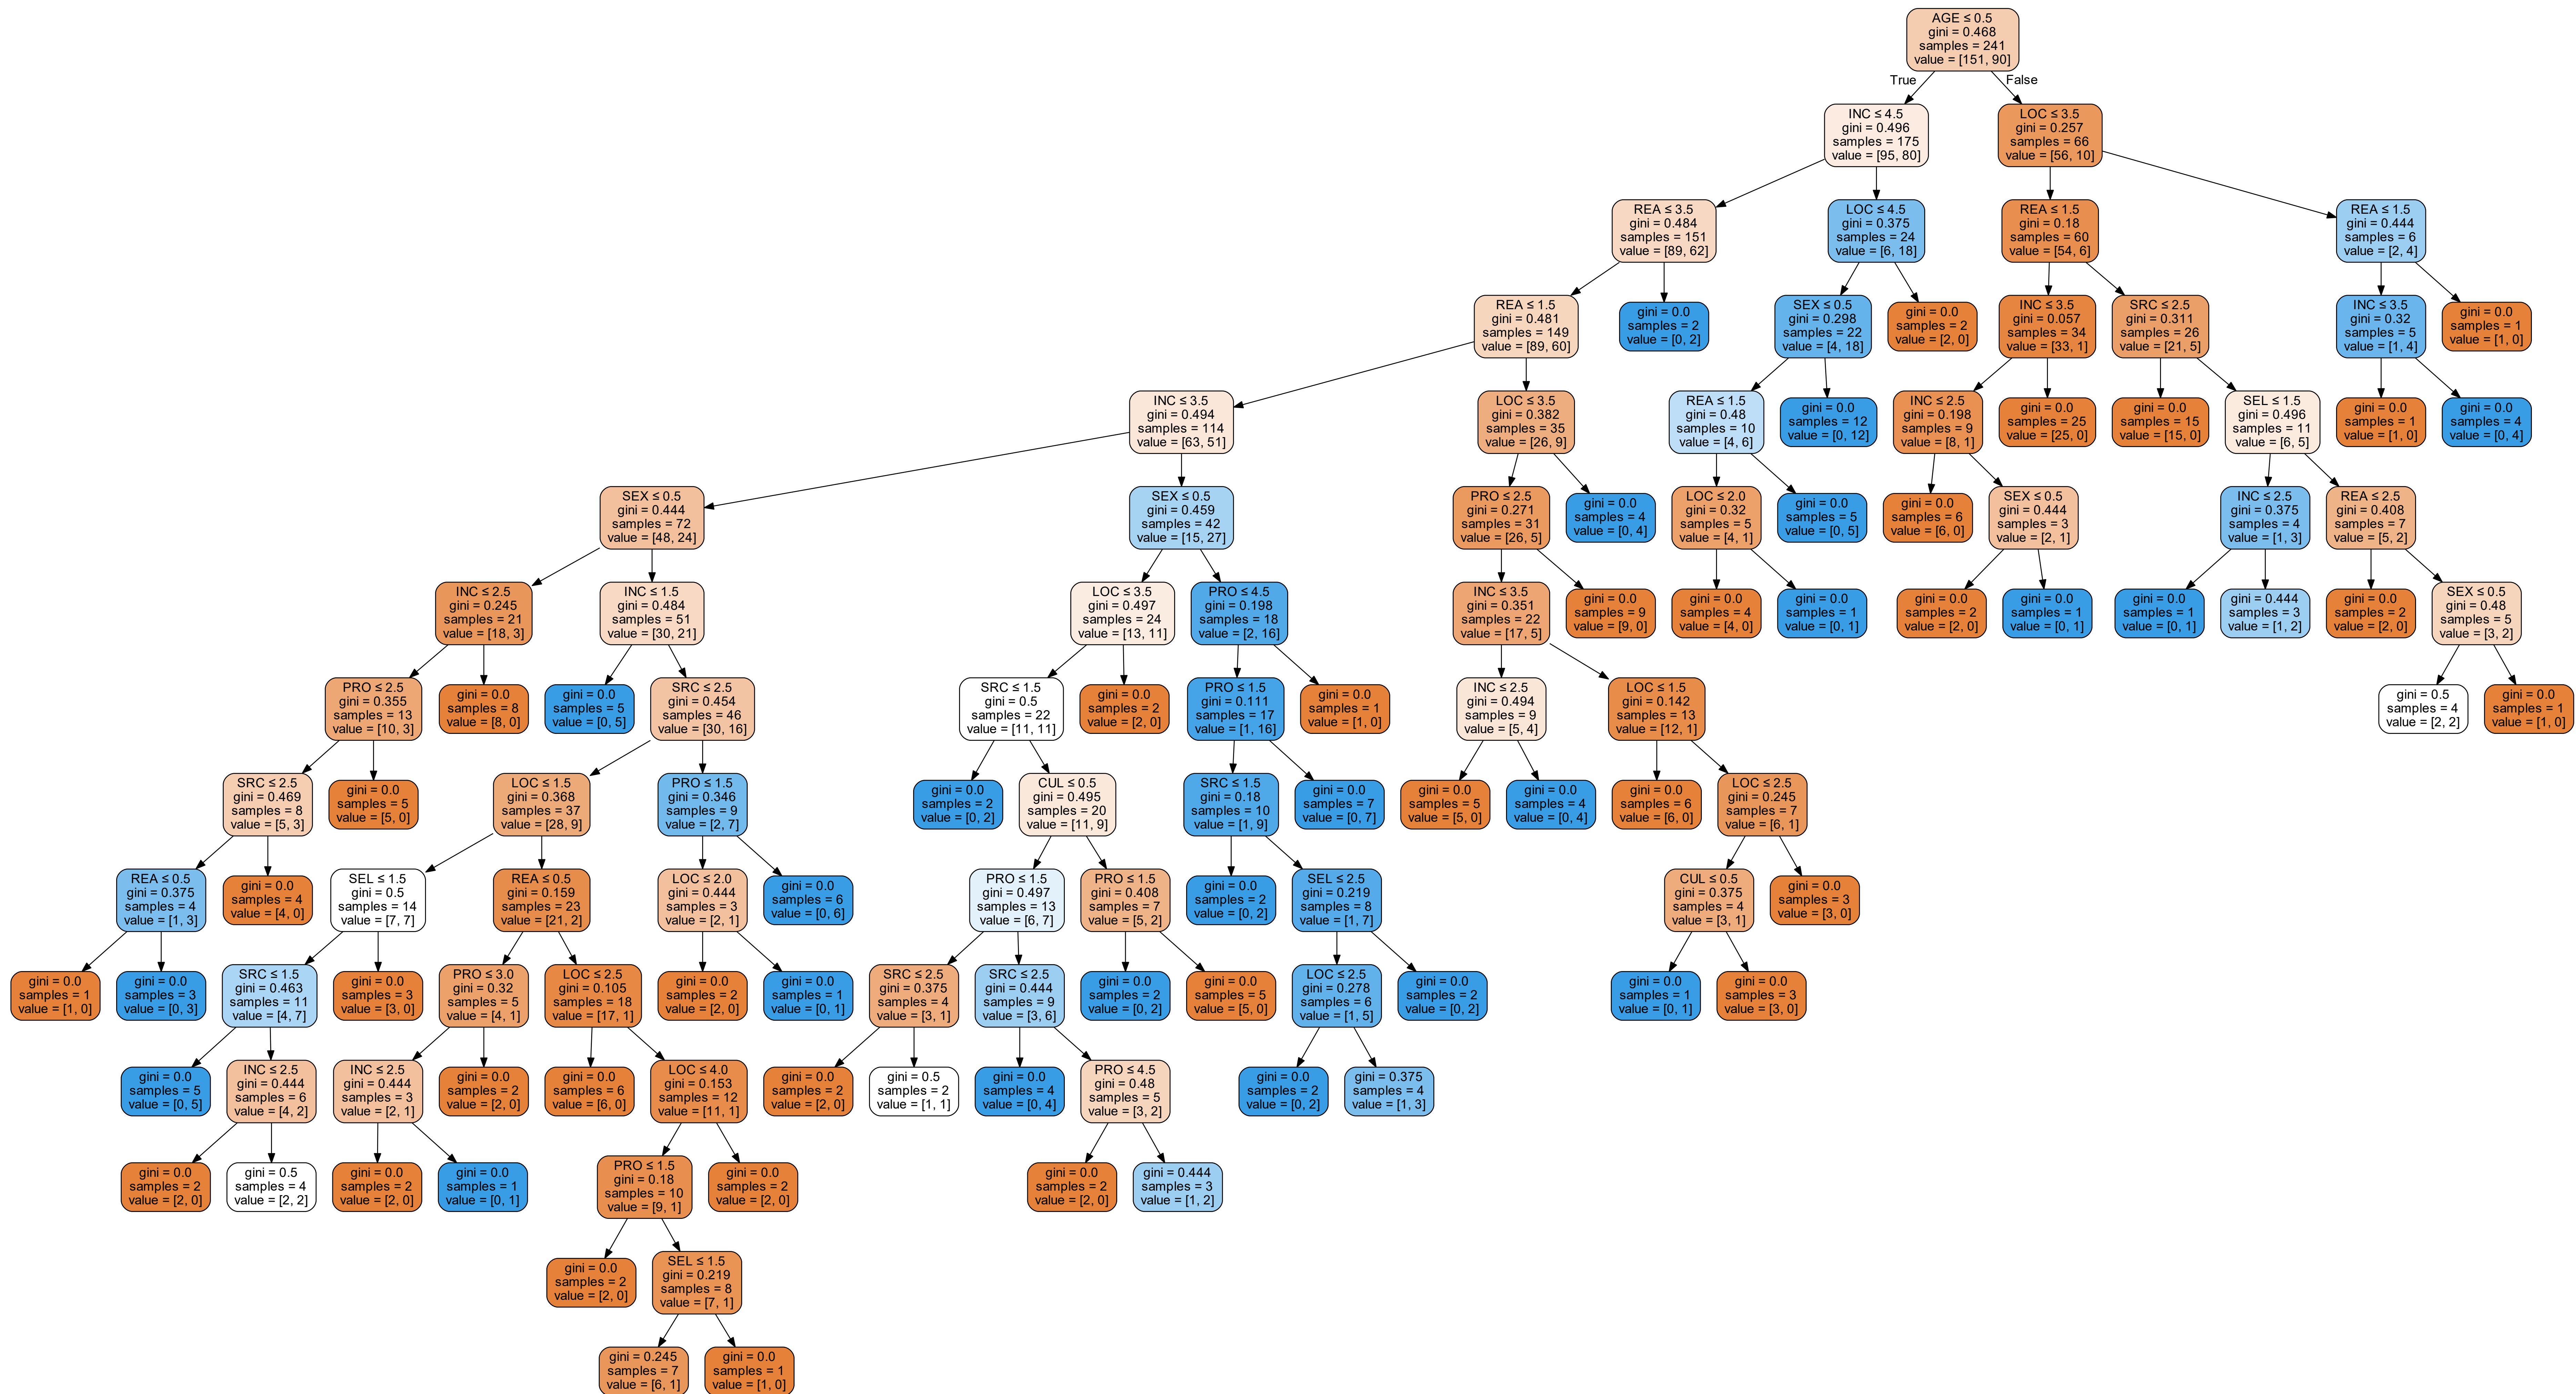 AGE ≤ 0.5
gini = 0.468
samples = 241
value = [151, 90]
True
False
INC ≤ 4.5
gini = 0.496
samples = 175
value = [95, 80]
LOC ≤ 3.5
gini = 0.257
samples = 66
value = [56, 10]
REA ≤ 3.5
gini = 0.484
samples = 151
value = [89, 62]
LOC ≤ 4.5
gini = 0.375
samples = 24
value = [6, 18]
REA ≤ 1.5
gini = 0.18
samples = 60
value = [54, 6]
REA ≤ 1.5
gini = 0.444
samples = 6
value = [2, 4]
REA ≤ 1.5
gini = 0.481
samples = 149
value = [89, 60]
gini = 0.0
samples = 2
value = [0, 2]
SEX ≤ 0.5
gini = 0.298
samples = 22
value = [4, 18]
gini = 0.0
samples = 2
value = [2, 0]
INC ≤ 3.5
gini = 0.057
samples = 34
value = [33, 1]
SRC ≤ 2.5
gini = 0.311
samples = 26
value = [21, 5]
INC ≤ 3.5
gini = 0.32
samples = 5
value = [1, 4]
gini = 0.0
samples = 1
value = [1, 0]
INC ≤ 3.5
gini = 0.494
samples = 114
value = [63, 51]
LOC ≤ 3.5
gini = 0.382
samples = 35
value = [26, 9]
REA ≤ 1.5
gini = 0.48
samples = 10
value = [4, 6]
gini = 0.0
samples = 12
value = [0, 12]
INC ≤ 2.5
gini = 0.198
samples = 9
value = [8, 1]
gini = 0.0
samples = 25
value = [25, 0]
gini = 0.0
samples = 15
value = [15, 0]
SEL ≤ 1.5
gini = 0.496
samples = 11
value = [6, 5]
gini = 0.0
samples = 1
value = [1, 0]
gini = 0.0
samples = 4
value = [0, 4]
SEX ≤ 0.5
gini = 0.444
samples = 72
value = [48, 24]
SEX ≤ 0.5
gini = 0.459
samples = 42
value = [15, 27]
PRO ≤ 2.5
gini = 0.271
samples = 31
value = [26, 5]
gini = 0.0
samples = 4
value = [0, 4]
LOC ≤ 2.0
gini = 0.32
samples = 5
value = [4, 1]
gini = 0.0
samples = 5
value = [0, 5]
gini = 0.0
samples = 6
value = [6, 0]
SEX ≤ 0.5
gini = 0.444
samples = 3
value = [2, 1]
INC ≤ 2.5
gini = 0.375
samples = 4
value = [1, 3]
REA ≤ 2.5
gini = 0.408
samples = 7
value = [5, 2]
INC ≤ 2.5
gini = 0.245
samples = 21
value = [18, 3]
INC ≤ 1.5
gini = 0.484
samples = 51
value = [30, 21]
LOC ≤ 3.5
gini = 0.497
samples = 24
value = [13, 11]
PRO ≤ 4.5
gini = 0.198
samples = 18
value = [2, 16]
INC ≤ 3.5
gini = 0.351
samples = 22
value = [17, 5]
gini = 0.0
samples = 9
value = [9, 0]
gini = 0.0
samples = 4
value = [4, 0]
gini = 0.0
samples = 1
value = [0, 1]
gini = 0.0
samples = 2
value = [2, 0]
gini = 0.0
samples = 1
value = [0, 1]
gini = 0.0
samples = 1
value = [0, 1]
gini = 0.444
samples = 3
value = [1, 2]
gini = 0.0
samples = 2
value = [2, 0]
SEX ≤ 0.5
gini = 0.48
samples = 5
value = [3, 2]
PRO ≤ 2.5
gini = 0.355
samples = 13
value = [10, 3]
gini = 0.0
samples = 8
value = [8, 0]
gini = 0.0
samples = 5
value = [0, 5]
SRC ≤ 2.5
gini = 0.454
samples = 46
value = [30, 16]
SRC ≤ 1.5
gini = 0.5
samples = 22
value = [11, 11]
gini = 0.0
samples = 2
value = [2, 0]
PRO ≤ 1.5
gini = 0.111
samples = 17
value = [1, 16]
gini = 0.0
samples = 1
value = [1, 0]
INC ≤ 2.5
gini = 0.494
samples = 9
value = [5, 4]
LOC ≤ 1.5
gini = 0.142
samples = 13
value = [12, 1]
gini = 0.5
samples = 4
value = [2, 2]
gini = 0.0
samples = 1
value = [1, 0]
SRC ≤ 2.5
gini = 0.469
samples = 8
value = [5, 3]
gini = 0.0
samples = 5
value = [5, 0]
LOC ≤ 1.5
gini = 0.368
samples = 37
value = [28, 9]
PRO ≤ 1.5
gini = 0.346
samples = 9
value = [2, 7]
gini = 0.0
samples = 2
value = [0, 2]
CUL ≤ 0.5
gini = 0.495
samples = 20
value = [11, 9]
SRC ≤ 1.5
gini = 0.18
samples = 10
value = [1, 9]
gini = 0.0
samples = 7
value = [0, 7]
gini = 0.0
samples = 5
value = [5, 0]
gini = 0.0
samples = 4
value = [0, 4]
gini = 0.0
samples = 6
value = [6, 0]
LOC ≤ 2.5
gini = 0.245
samples = 7
value = [6, 1]
REA ≤ 0.5
gini = 0.375
samples = 4
value = [1, 3]
gini = 0.0
samples = 4
value = [4, 0]
SEL ≤ 1.5
gini = 0.5
samples = 14
value = [7, 7]
REA ≤ 0.5
gini = 0.159
samples = 23
value = [21, 2]
LOC ≤ 2.0
gini = 0.444
samples = 3
value = [2, 1]
gini = 0.0
samples = 6
value = [0, 6]
PRO ≤ 1.5
gini = 0.497
samples = 13
value = [6, 7]
PRO ≤ 1.5
gini = 0.408
samples = 7
value = [5, 2]
gini = 0.0
samples = 2
value = [0, 2]
SEL ≤ 2.5
gini = 0.219
samples = 8
value = [1, 7]
CUL ≤ 0.5
gini = 0.375
samples = 4
value = [3, 1]
gini = 0.0
samples = 3
value = [3, 0]
gini = 0.0
samples = 1
value = [1, 0]
gini = 0.0
samples = 3
value = [0, 3]
SRC ≤ 1.5
gini = 0.463
samples = 11
value = [4, 7]
gini = 0.0
samples = 3
value = [3, 0]
PRO ≤ 3.0
gini = 0.32
samples = 5
value = [4, 1]
LOC ≤ 2.5
gini = 0.105
samples = 18
value = [17, 1]
gini = 0.0
samples = 2
value = [2, 0]
gini = 0.0
samples = 1
value = [0, 1]
SRC ≤ 2.5
gini = 0.375
samples = 4
value = [3, 1]
SRC ≤ 2.5
gini = 0.444
samples = 9
value = [3, 6]
gini = 0.0
samples = 2
value = [0, 2]
gini = 0.0
samples = 5
value = [5, 0]
LOC ≤ 2.5
gini = 0.278
samples = 6
value = [1, 5]
gini = 0.0
samples = 2
value = [0, 2]
gini = 0.0
samples = 1
value = [0, 1]
gini = 0.0
samples = 3
value = [3, 0]
gini = 0.0
samples = 5
value = [0, 5]
INC ≤ 2.5
gini = 0.444
samples = 6
value = [4, 2]
INC ≤ 2.5
gini = 0.444
samples = 3
value = [2, 1]
gini = 0.0
samples = 2
value = [2, 0]
gini = 0.0
samples = 6
value = [6, 0]
LOC ≤ 4.0
gini = 0.153
samples = 12
value = [11, 1]
gini = 0.0
samples = 2
value = [2, 0]
gini = 0.5
samples = 2
value = [1, 1]
gini = 0.0
samples = 4
value = [0, 4]
PRO ≤ 4.5
gini = 0.48
samples = 5
value = [3, 2]
gini = 0.0
samples = 2
value = [0, 2]
gini = 0.375
samples = 4
value = [1, 3]
gini = 0.0
samples = 2
value = [2, 0]
gini = 0.5
samples = 4
value = [2, 2]
gini = 0.0
samples = 2
value = [2, 0]
gini = 0.0
samples = 1
value = [0, 1]
PRO ≤ 1.5
gini = 0.18
samples = 10
value = [9, 1]
gini = 0.0
samples = 2
value = [2, 0]
gini = 0.0
samples = 2
value = [2, 0]
gini = 0.444
samples = 3
value = [1, 2]
gini = 0.0
samples = 2
value = [2, 0]
SEL ≤ 1.5
gini = 0.219
samples = 8
value = [7, 1]
gini = 0.245
samples = 7
value = [6, 1]
gini = 0.0
samples = 1
value = [1, 0]